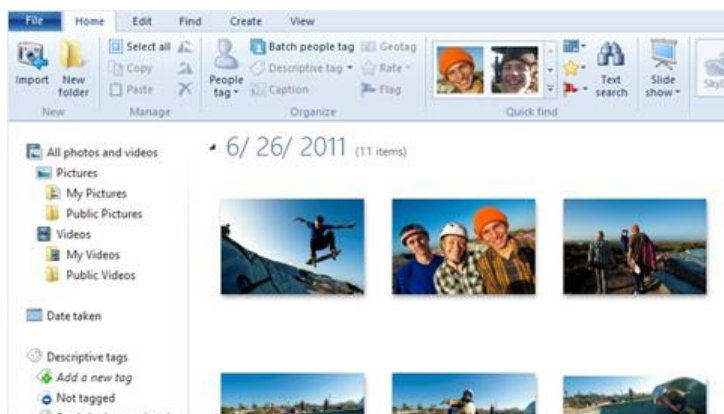 File Home Edit Find Create View
Import
New folder
New
Select all
Copy
Paste
Manage
People tag
Batch people tag
Descriptive tag
Caption
Geotag
Rate
Flag
Organize
Quick find
Text search
Slide show
All photos and videos
Pictures
My Pictures
Public Pictures
Videos
My Videos
Public Videos
Date taken
Descriptive tags
Add a new tag
Not tagged
6/ 26/ 2011 (11 items)